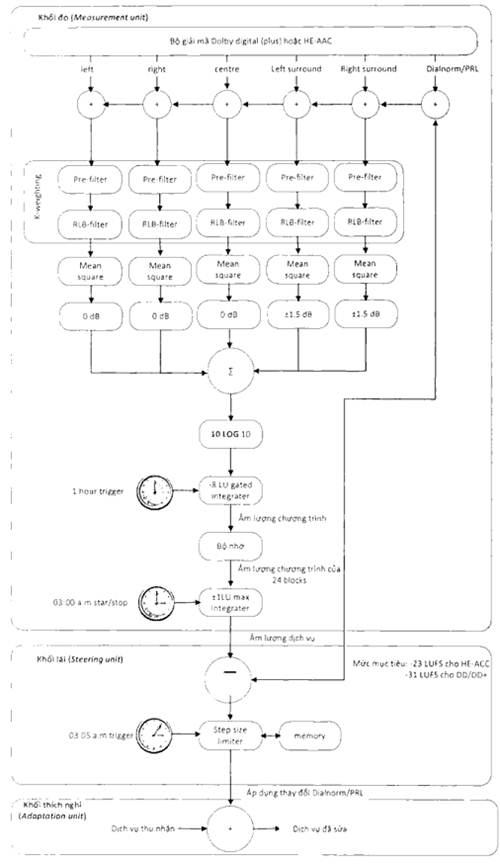 Khối đo (Measurement unit)
Bộ giải mã Dolby digital (plus) hoặc HE-AAC
left right centre Left surround Right surround Dialnorm/PRL
+ + + + + +
K-weighting
Pre-filter Pre-filter Pre-filter Pre-filter Pre-filter
RLB-filter RLB-filter RLB-filter RLB-filter RLB-filter
Mean square Mean square Mean square Mean square Mean square
0 dB 0 dB 0 dB ±1.5 dB ±1.5 dB
Σ
10 LOG 10
1 hour trigger
-8 LU gated
integrater
Âm lượng chương trình
Bộ nhớ
Âm lượng chương trình của
24 blocks
03:00 a.m star/stop
±1LU max
integrater
Âm lượng dịch vụ
Khối lái (Steering unit)
Mức mục tiêu: -23 LUFS cho HE-ACC
-31 LUFS cho DD/DD+
03:05 a.m trigger
Step size
limiter
memory
Áp dụng thay đổi Dialnorm/PRL
Khối thích nghi
(Adaptation unit)
Dịch vụ thu nhận + Dịch vụ đã sửa